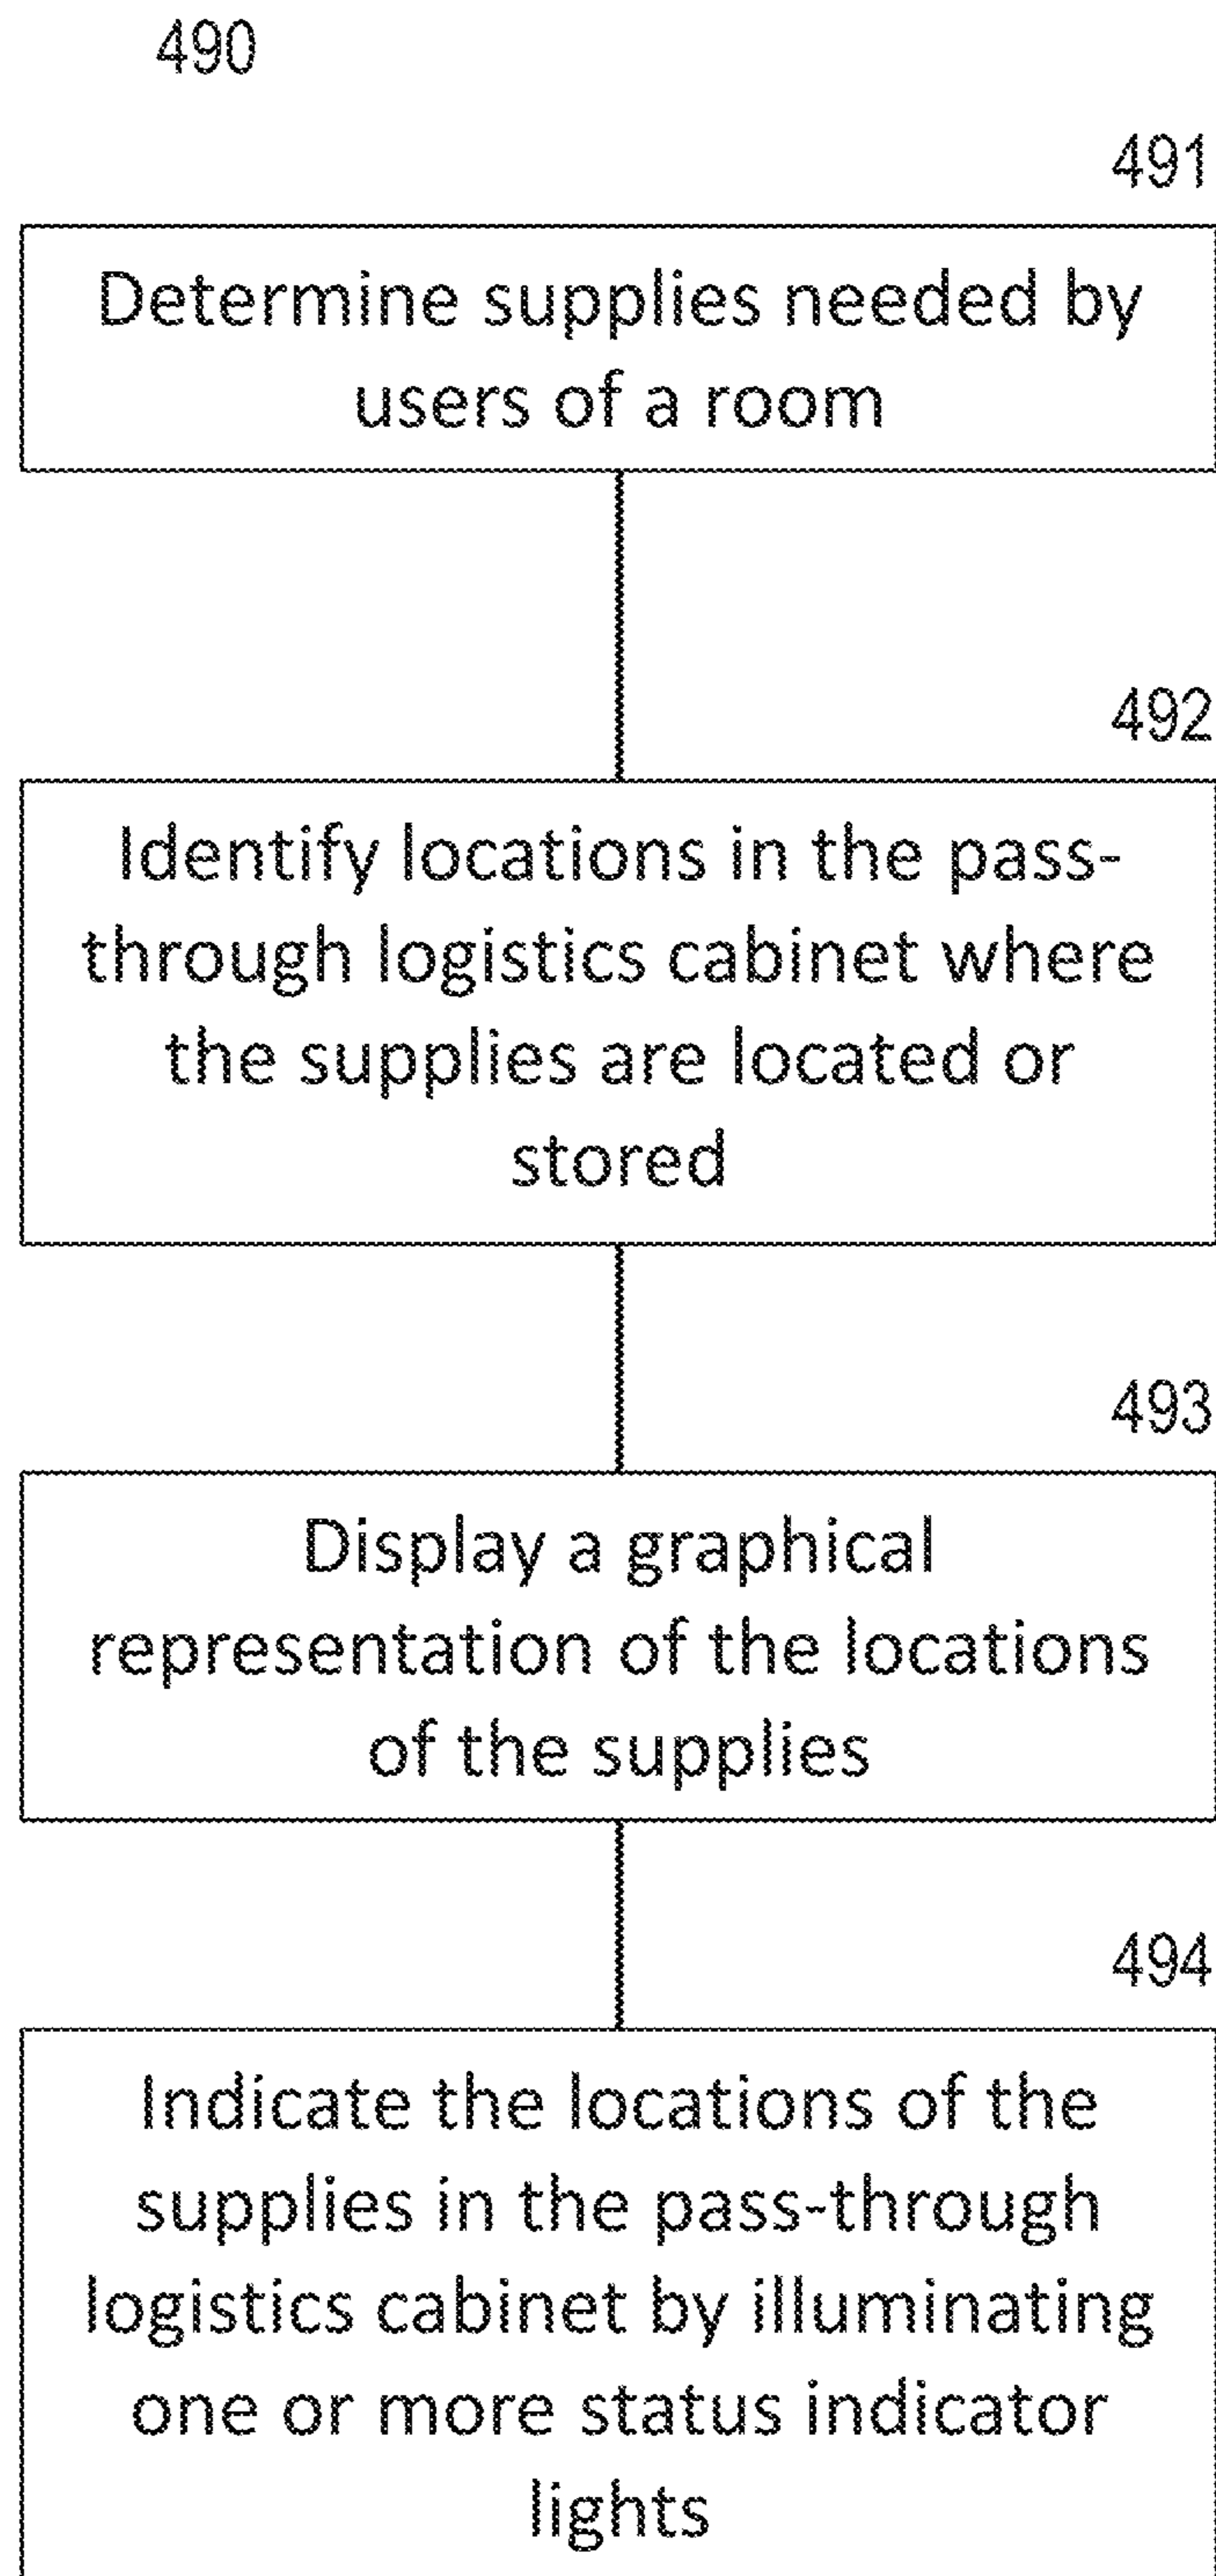 490
491
Determine supplies needed by
users of a room
492
Identify locations in the pass-
through logistics cabinet where
the supplies are located or
stored
493
Display a graphical
representation of the locations
of the supplies
494
Indicate the locations of the
supplies in the pass-through
logistics cabinet by illuminating
one or more status indicator
lights